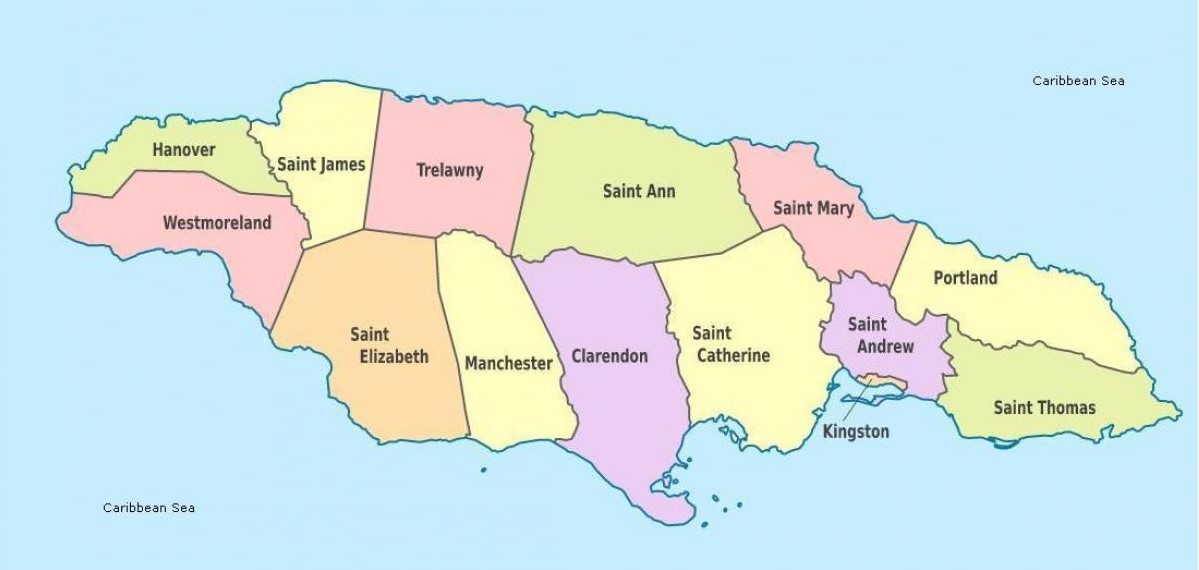 Caribbean Sea
Hanover
Saint James
Trelawny
Saint Ann
Saint Mary
Westmoreland
Portland
Saint
Elizabeth
Manchester
Clarendon
Saint
Catherine
Saint
Andrew
Saint Thomas
Kingston
Caribbean Sea